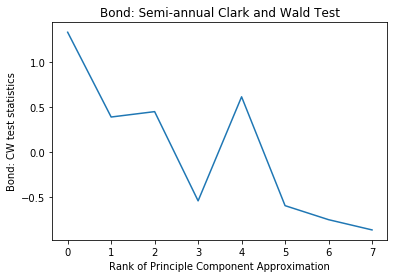 Bond: Semi-annual Clark and Wald Test
Bond: CW test statistics
1.0
0.5
0.0
−0.5
0 1 2 3 4 5 6 7
Rank of Principle Component Approximation